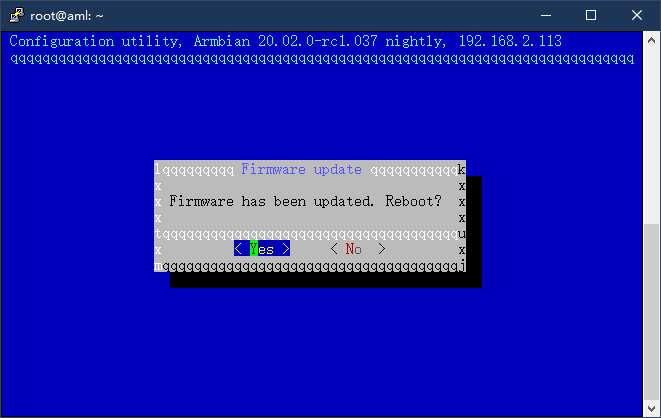 root@aml: ~
Configuration utility, Armbian 20.02.0-rc1.037 nightly, 192.168.2.113
qqqqqqqqqqqqqqqqqqqqqqqqqqqqqqqqqqqqqqqqqqqqqqqqqqqqqqqqqqqqqqqqqqqqqqqqqqqqqq
lqqqqqqqqq Firmware update qqqqqqqqqqqk
x x
x Firmware has been updated. Reboot? x
x x
tqqqqqqqqqqqqqqqqqqqqqqqqqqqqqqqqqqqqqu
x < Yes > < No > x
mqqqqqqqqqqqqqqqqqqqqqqqqqqqqqqqqqqqqqj